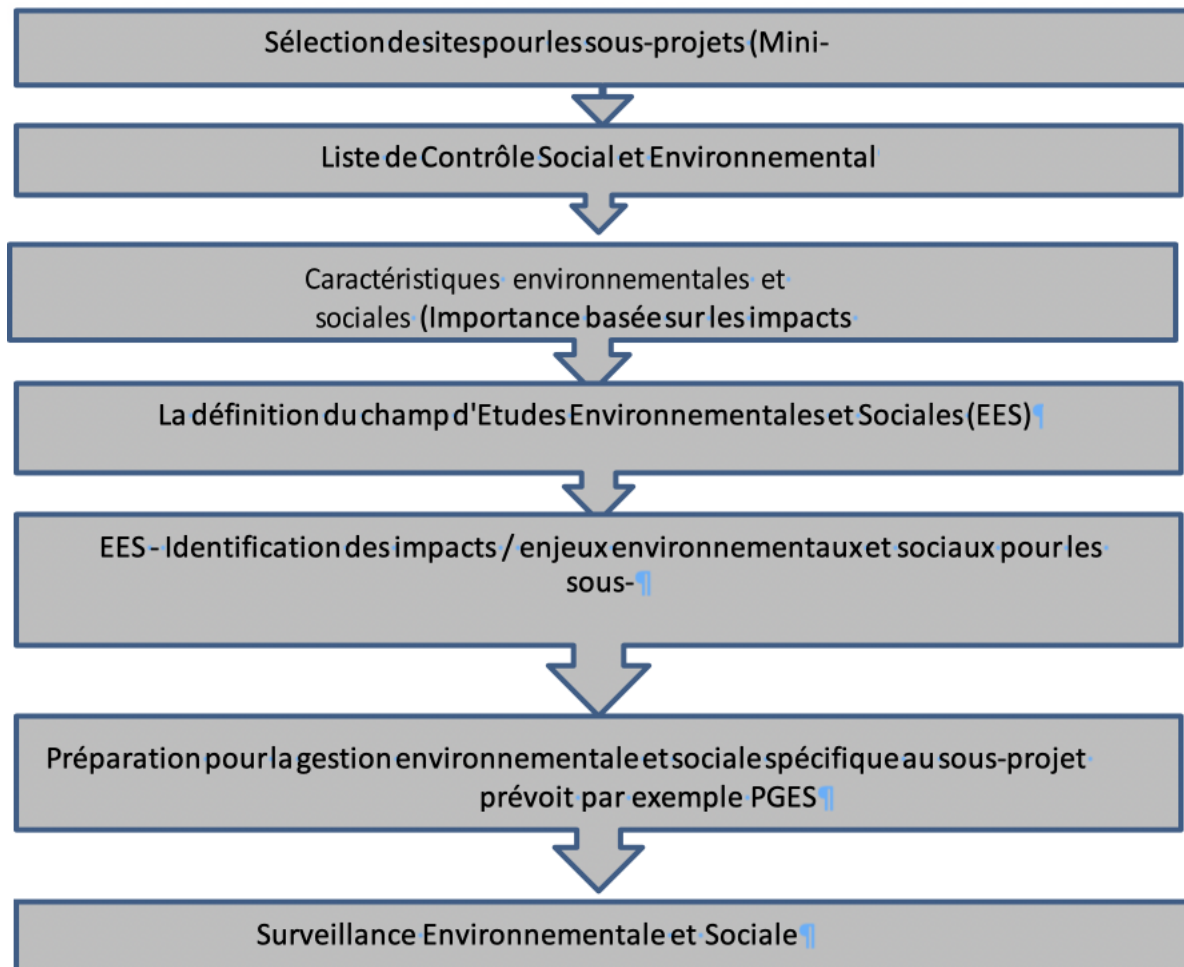 Sélection de sites pour les sous-projets (Mini-
Liste de Contrôle Social et Environnemental
Caractéristiques environnementales et
sociales (Importance basée sur les impacts
La définition du champ d'Etudes Environnementales et Sociales (EES)¶
EES - Identification des impacts / enjeux environnementaux et sociaux pour les
sous-¶
Préparation pour la gestion environnementale et sociale spécifique au sous-projet
prévoit par exemple PGES¶
Surveillance Environnementale et Sociale¶